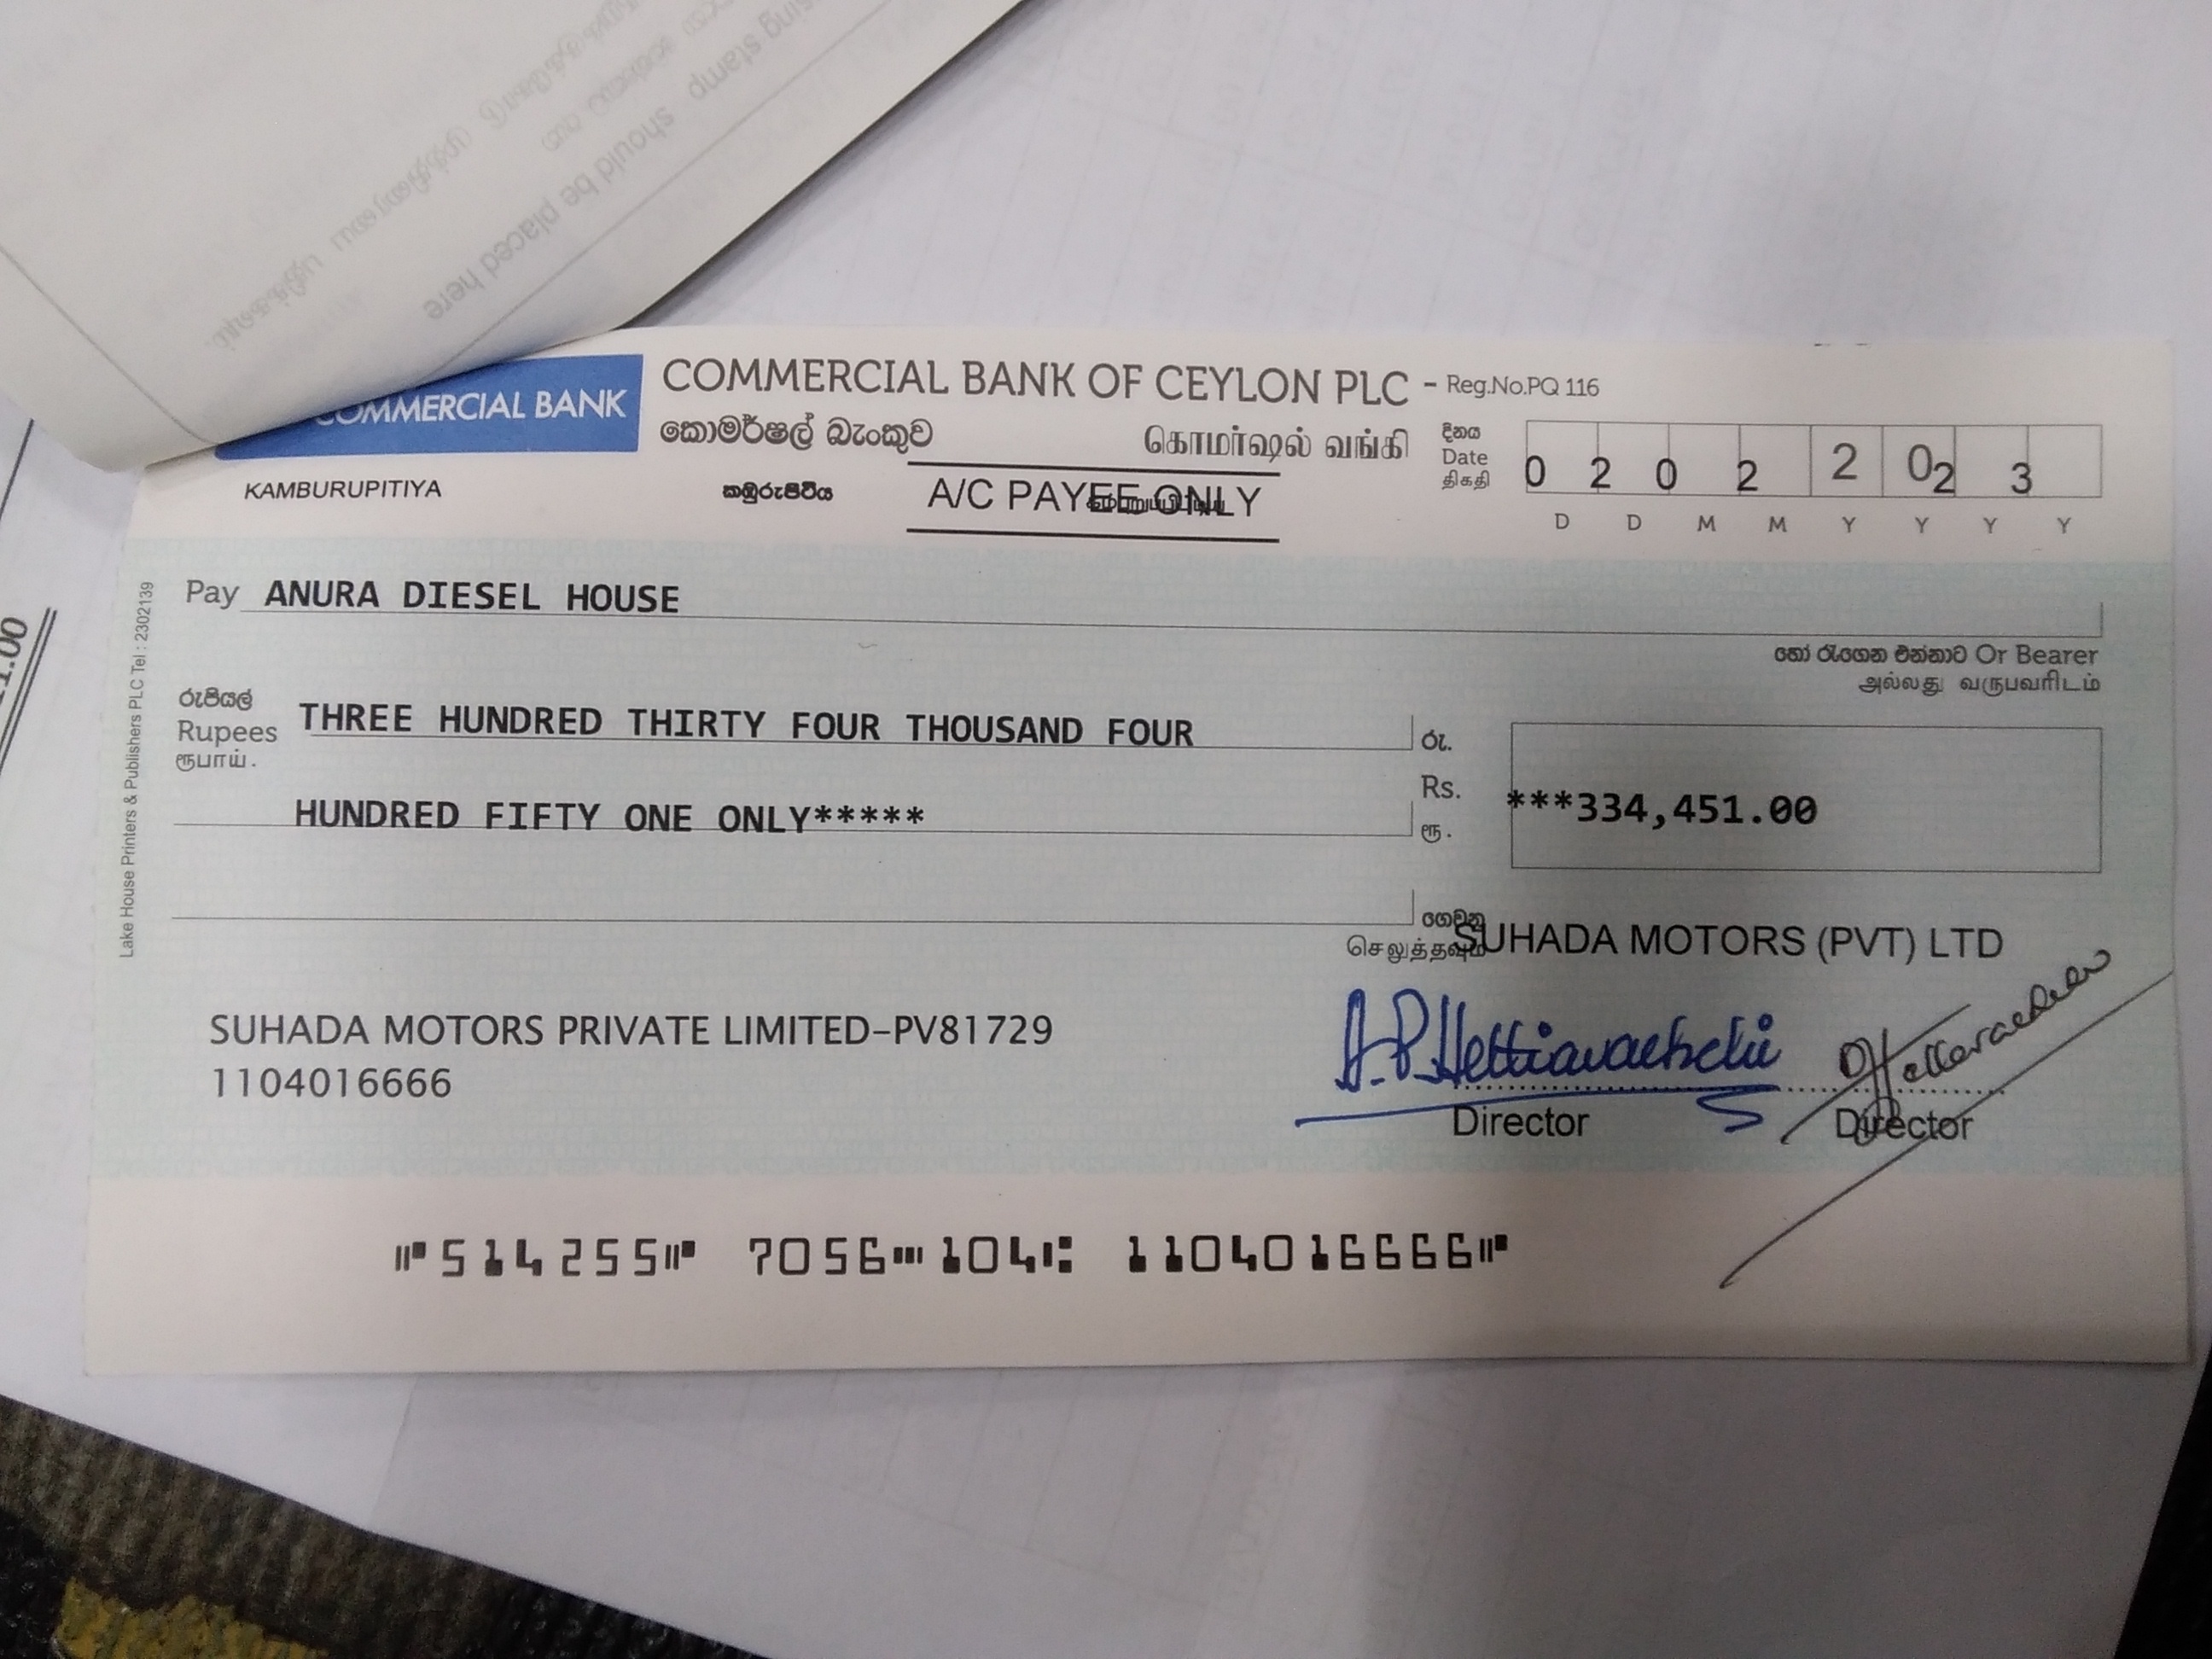 should be placed here
COMMERCIAL BANK
COMMERCIAL BANK OF CEYLON PLC - Reg.No.PQ 116
කොමර්ෂල් බැංකුව
கொமர்ஷல் வங்கி
දිනය
Date
திகதி
0 2 0 2 2 0 2 3
D D M M Y Y Y Y
KAMBURUPITIYA
කඹුරුපිටිය
A/C PAYEE ONLY
Pay ANURA DIESEL HOUSE
හෝ රැගෙන එන්නාට Or Bearer
அல்லது வருபவரிடம்
රුපියල්
Rupees
ரூபாய்.
THREE HUNDRED THIRTY FOUR THOUSAND FOUR
HUNDRED FIFTY ONE ONLY*****
රු.
Rs.
ரூ.
***334,451.00
ගෙවනු
SUHADA MOTORS (PVT) LTD
SUHADA MOTORS PRIVATE LIMITED-PV81729
1104016666
A.P. Hettiarachchi
Director
Director
⑈514255⑈ 7056⑉104⑆ 1104016666⑈
Lake House Printers & Publishers PLC Tel : 2302139